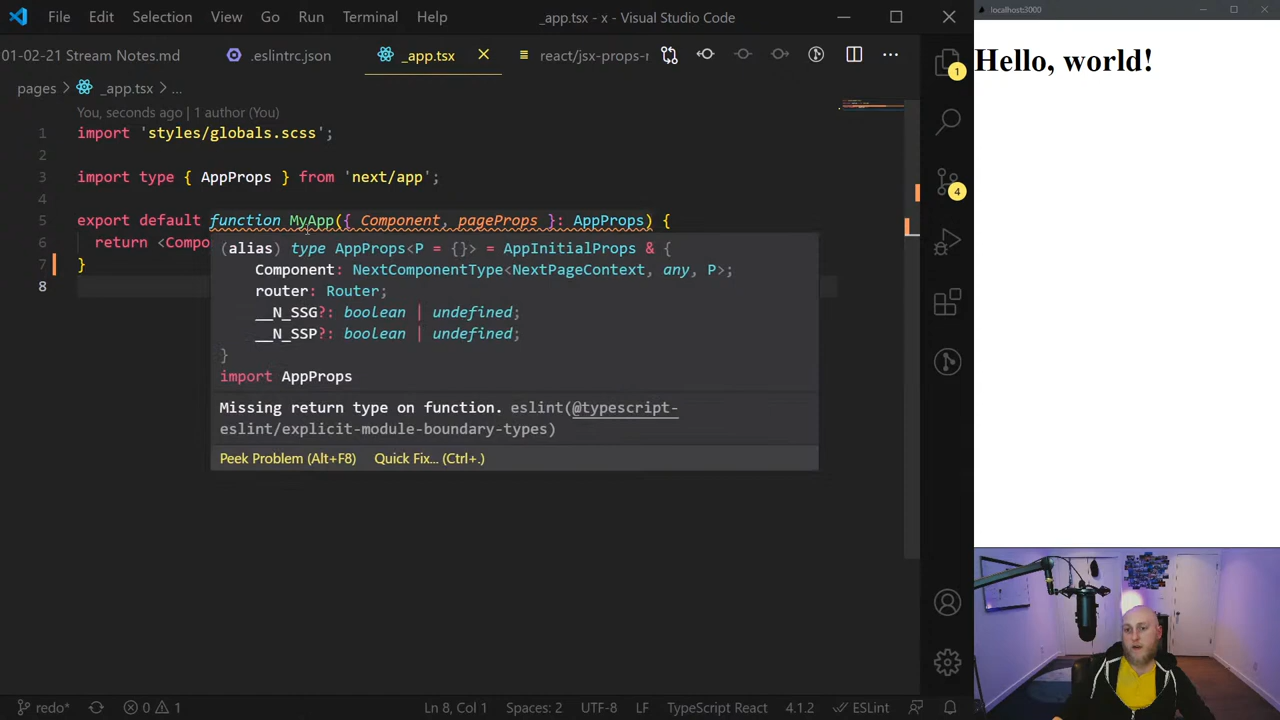 File Edit Selection View Go Run Terminal Help _app.tsx - x - Visual Studio Code
localhost:3000
01-02-21 Stream Notes.md .eslintrc.json _app.tsx react/jsx-props-r
pages > _app.tsx > ...
You, seconds ago | 1 author (You)
1 import 'styles/globals.scss';
2
3 import type { AppProps } from 'next/app';
4
5 export default function MyApp({ Component, pageProps }: AppProps) {
6 return <Compo
7 }
8
(alias) type AppProps<P = {}> = AppInitialProps & {
Component: NextComponentType<NextPageContext, any, P>;
router: Router;
__N_SSG?: boolean | undefined;
__N_SSP?: boolean | undefined;
}
import AppProps
Missing return type on function. eslint(@typescript-
eslint/explicit-module-boundary-types)
Peek Problem (Alt+F8) Quick Fix... (Ctrl+.)
1
4
Hello, world!
redo* 0 1 Ln 8, Col 1 Spaces: 2 UTF-8 LF TypeScript React 4.1.2 ESLint